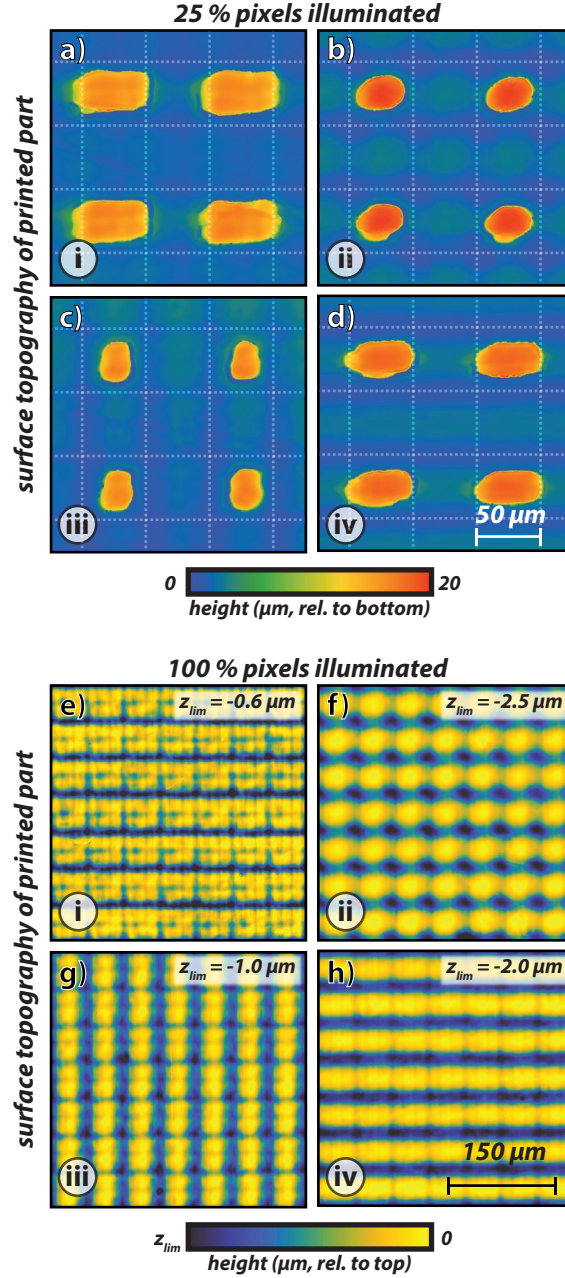 25 % pixels illuminated
surface topography of printed part
a)
b)
i
ii
c)
d)
iii
iv
50 μm
0
20
height (μm, rel. to bottom)
100 % pixels illuminated
surface topography of printed part
e)
z_lim = -0.6 μm
f)
z_lim = -2.5 μm
i
ii
g)
z_lim = -1.0 μm
h)
z_lim = -2.0 μm
150 μm
iii
iv
z_lim
0
height (μm, rel. to top)